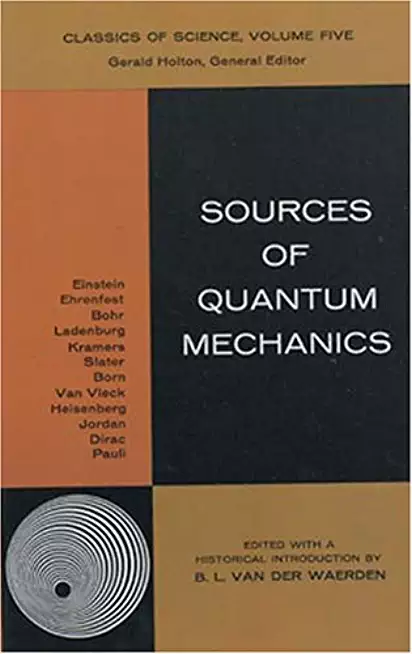 CLASSICS OF SCIENCE, VOLUME FIVE
Gerald Holton, General Editor
SOURCES
OF
QUANTUM
MECHANICS
Einstein
Ehrenfest
Bohr
Ladenburg
Kramers
Slater
Born
Van Vleck
Heisenberg
Jordan
Dirac
Pauli
EDITED WITH A
HISTORICAL INTRODUCTION BY
B. L. VAN DER WAERDEN